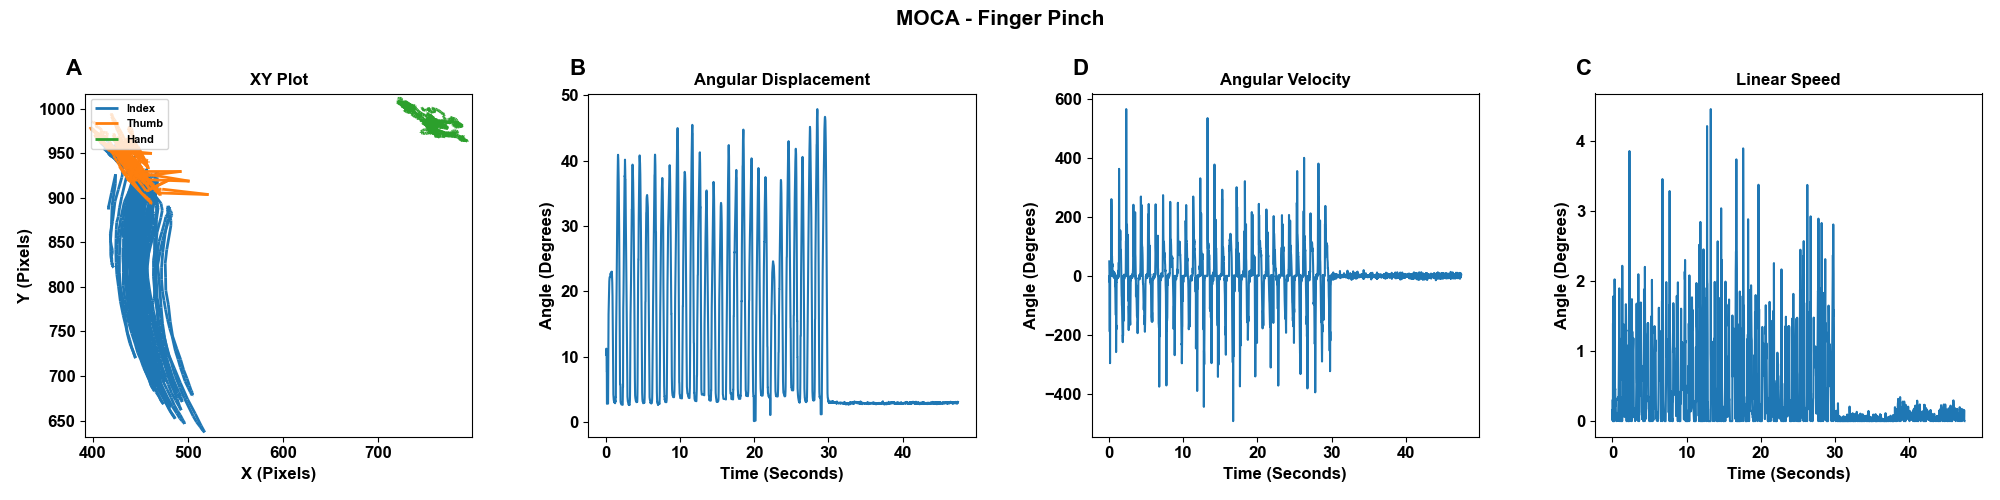 MOCA - Finger Pinch
A
XY Plot
1000
950
900
850
800
750
700
650
400
500
600
700
Y (Pixels)
X (Pixels)
Index
Thumb
Hand
B
Angular Displacement
50
40
30
20
10
0
0
10
20
30
40
Angle (Degrees)
Time (Seconds)
D
Angular Velocity
600
400
200
0
−200
−400
0
10
20
30
40
Angle (Degrees)
Time (Seconds)
C
Linear Speed
4
3
2
1
0
0
10
20
30
40
Angle (Degrees)
Time (Seconds)